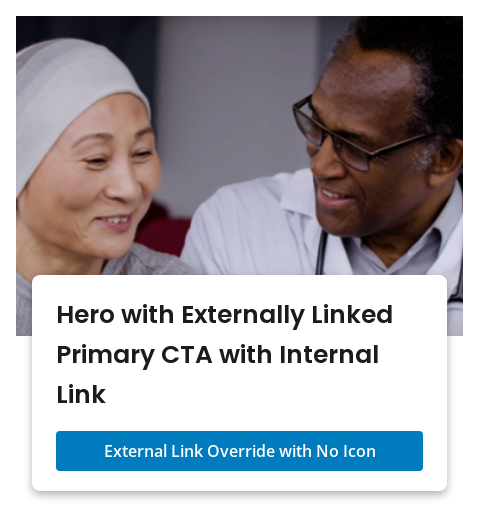 Hero with Externally Linked
Primary CTA with Internal
Link
External Link Override with No Icon